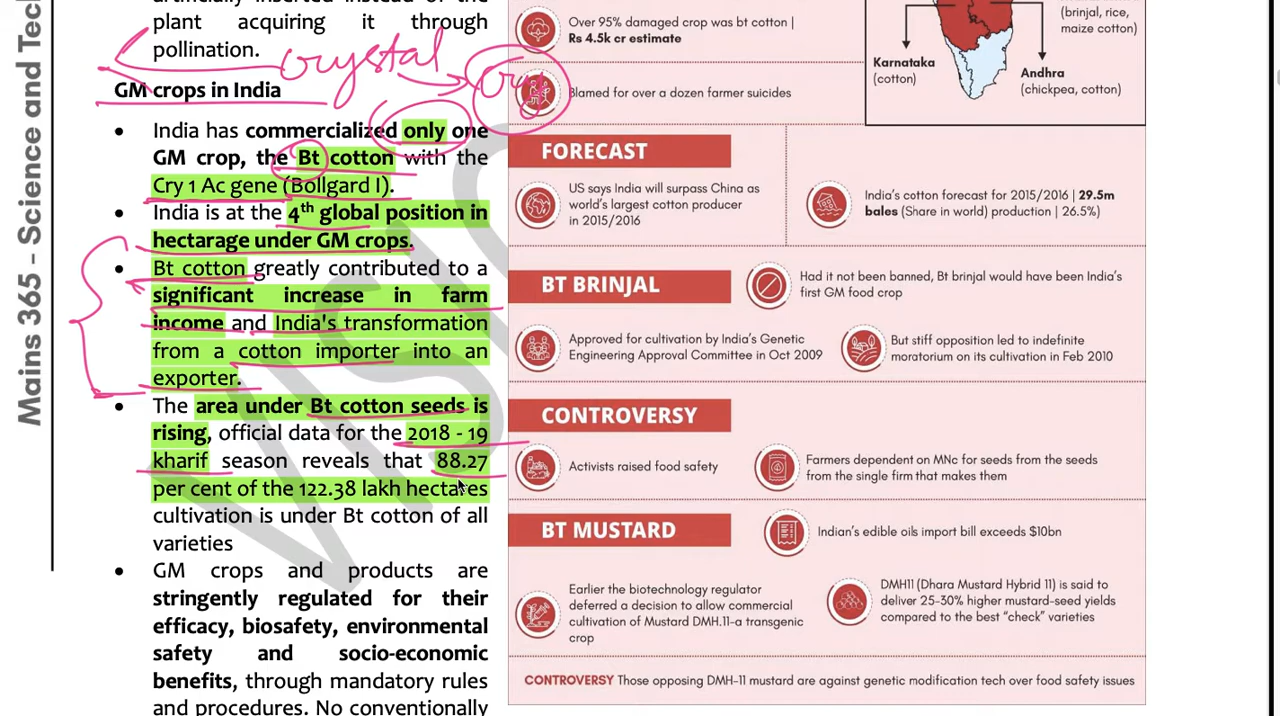 Mains 365 - Science and Tec
artificially inserted instead of the
plant acquiring it through
pollination.
crystal
cry
GM crops in India
• India has commercialized only one
GM crop, the Bt cotton with the
Cry 1 Ac gene (Bollgard I).
• India is at the 4th global position in
hectarage under GM crops.
• Bt cotton greatly contributed to a
significant increase in farm
income and India's transformation
from a cotton importer into an
exporter.
• The area under Bt cotton seeds is
rising, official data for the 2018 - 19
kharif season reveals that 88.27
per cent of the 122.38 lakh hectares
cultivation is under Bt cotton of all
varieties
• GM crops and products are
stringently regulated for their
efficacy, biosafety, environmental
safety and socio-economic
benefits, through mandatory rules
and procedures. No conventionally
Over 95% damaged crop was bt cotton |
Rs 4.5k cr estimate
Blamed for over a dozen farmer suicides
(brinjal, rice,
maize cotton)
Karnataka
(cotton)
Andhra
(chickpea, cotton)
FORECAST
US says India will surpass China as
world's largest cotton producer
in 2015/2016
India's cotton forecast for 2015/2016 | 29.5m
bales (Share in world) production | 26.5%)
BT BRINJAL
Had it not been banned, Bt brinjal would have been India's
first GM food crop
Approved for cultivation by India's Genetic
Engineering Approval Committee in Oct 2009
But stiff opposition led to indefinite
moratorium on its cultivation in Feb 2010
CONTROVERSY
Activists raised food safety
Farmers dependent on MNc for seeds from the seeds
from the single firm that makes them
BT MUSTARD
Indian's edible oils import bill exceeds $10bn
Earlier the biotechnology regulator
deferred a decision to allow commercial
cultivation of Mustard DMH.11-a transgenic
crop
DMH11 (Dhara Mustard Hybrid 11) is said to
deliver 25-30% higher mustard-seed yields
compared to the best "check" varieties
CONTROVERSY Those opposing DMH-11 mustard are against genetic modification tech over food safety issues